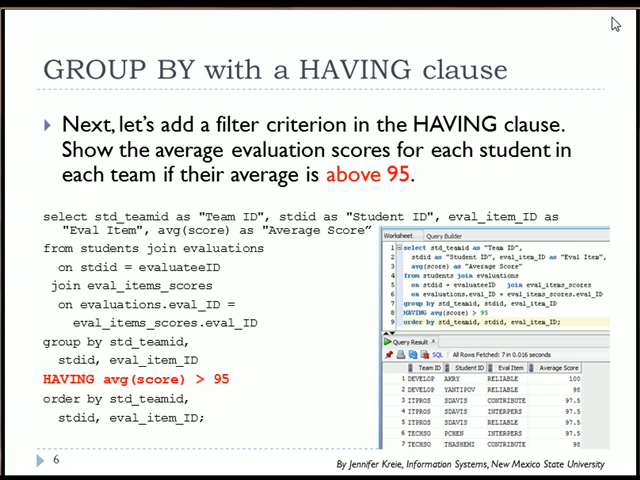 GROUP BY with a HAVING clause
Next, let's add a filter criterion in the HAVING clause.
Show the average evaluation scores for each student in
each team if their average is above 95.
select std_teamid as "Team ID", stdid as "Student ID", eval_item_ID as
"Eval Item", avg(score) as "Average Score"
from students join evaluations
on stdid = evaluateeID
join eval_items_scores
on evaluations.eval_ID =
eval_items_scores.eval_ID
group by std_teamid,
stdid, eval_item_ID
HAVING avg(score) > 95
order by std_teamid,
stdid, eval_item_ID;
Worksheet Query Builder
1 select std_teamid as "Team ID",
2 stdid as "Student ID", eval_item_ID as "Eval Item",
3 avg(score) as "Average Score"
4 from students join evaluations
5 on stdid = evaluateeID join eval_items_scores
6 on evaluations.eval_ID = eval_items_scores.eval_ID
7 group by std_teamid, stdid, eval_item_ID
8 HAVING avg(score) > 95
9 order by std_teamid, stdid, eval_item_ID;
Query Result x
SQL | All Rows Fetched: 7 in 0.016 seconds
Team ID Student ID Eval Item Average Score
1 DEVELOP AKRY RELIABLE 100
2 DEVELOP YANTIPOV RELIABLE 98
3 ITPROS SDAVIS CONTRIBUTE 97.5
4 ITPROS SDAVIS INTERPERS 97.5
5 ITPROS SDAVIS RELIABLE 97.5
6 TECHSO PCHEN INTERPERS 97.5
7 TECHSO THASHEMI CONTRIBUTE 98
6
By Jennifer Kreie, Information Systems, New Mexico State University